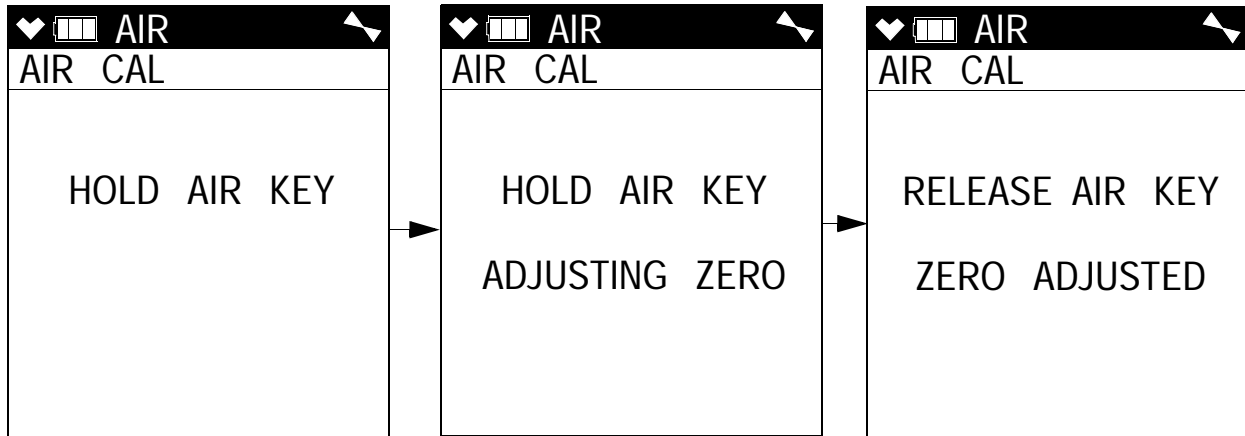 AIR
AIR CAL
HOLD AIR KEY
AIR
AIR CAL
HOLD AIR KEY
ADJUSTING ZERO
AIR
AIR CAL
RELEASE AIR KEY
ZERO ADJUSTED